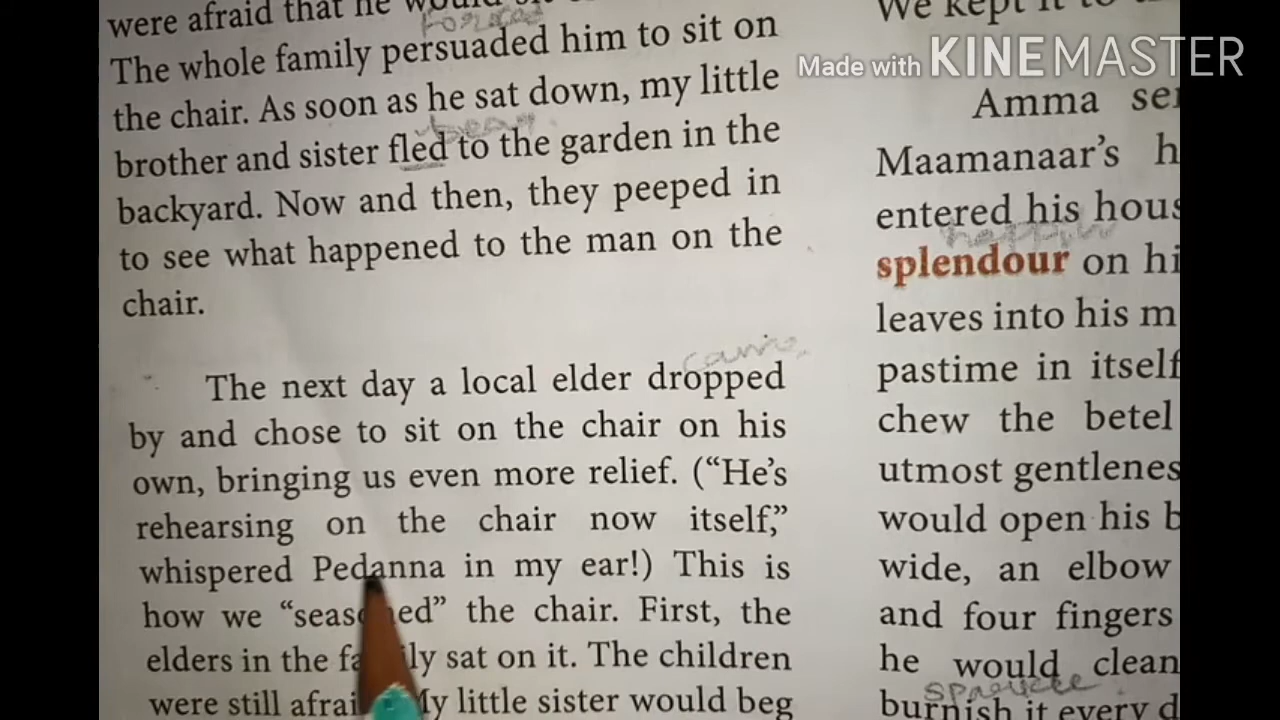 were afraid that he would sit
The whole family persuaded him to sit on
the chair. As soon as he sat down, my little
brother and sister fled to the garden in the
backyard. Now and then, they peeped in
to see what happened to the man on the
chair.
The next day a local elder dropped
by and chose to sit on the chair on his
own, bringing us even more relief. (“He’s
rehearsing on the chair now itself,”
whispered Pedanna in my ear!) This is
how we “seasoned” the chair. First, the
elders in the family sat on it. The children
were still afrai My little sister would beg
We kept it to
Made with KINEMASTER
Amma se
Maamanaar’s h
entered his hous
splendour on hi
leaves into his m
pastime in itself
chew the betel
utmost gentlenes
would open his b
wide, an elbow
and four fingers
he would clean
sparkle
burnish it every d